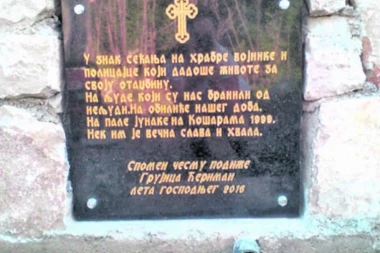 У знак сећања на храбре војнике и
полицајце који дадоше животе за
своју отаџбину.
На људе који су нас бранили од
нељуди. На обилиће нашег доба.
На пале јунаке на Кошарама 1999.
Нек им је вечна слава и хвала.
Спомен чесму подиже
Грујица Ћериман
лета господњег 2016